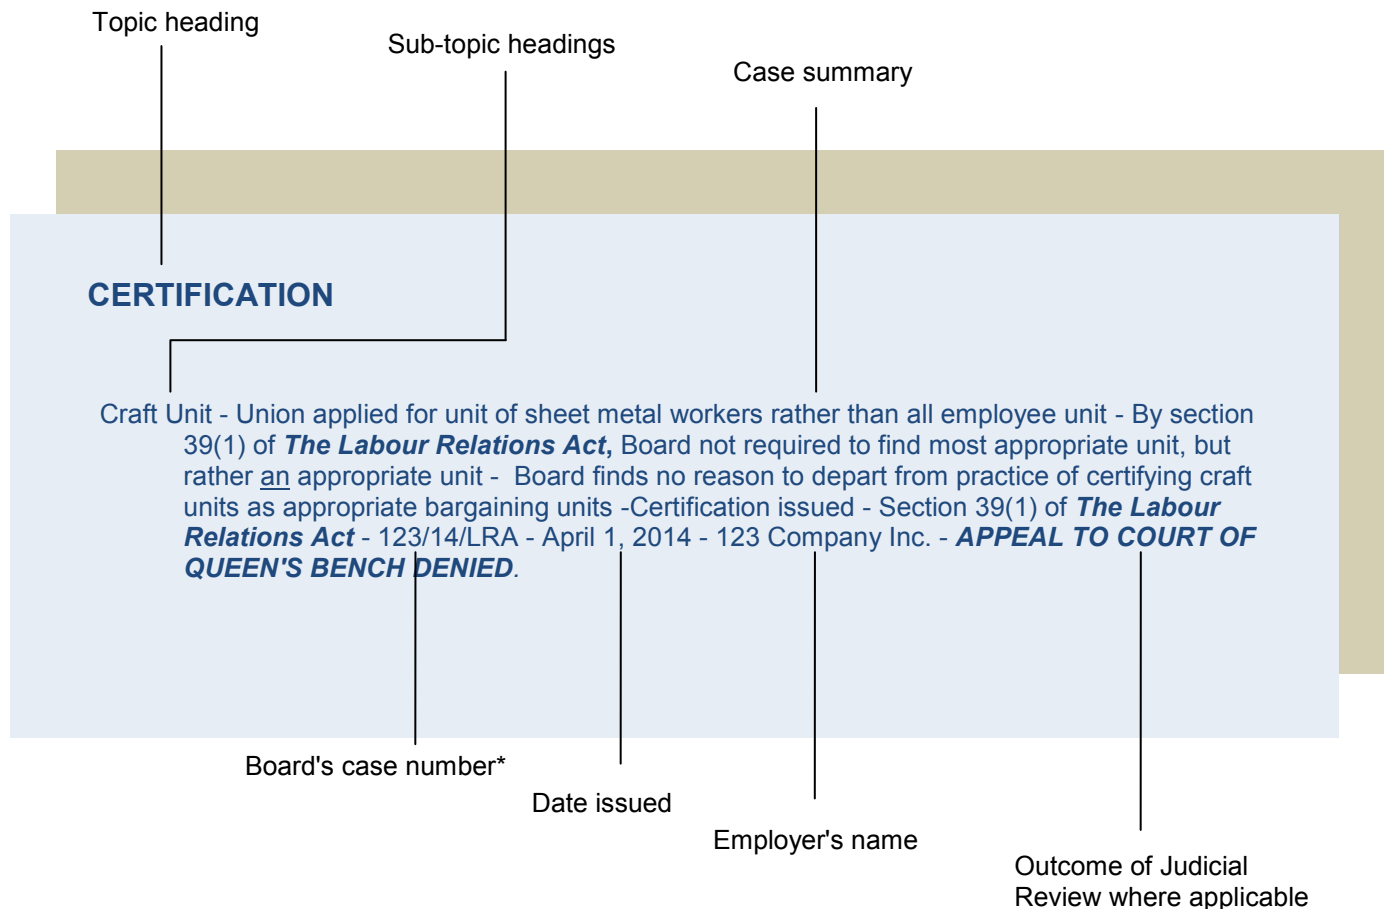 Topic heading
Sub-topic headings
Case summary
CERTIFICATION
Craft Unit - Union applied for unit of sheet metal workers rather than all employee unit - By section
39(1) of The Labour Relations Act, Board not required to find most appropriate unit, but
rather an appropriate unit -  Board finds no reason to depart from practice of certifying craft
units as appropriate bargaining units -Certification issued - Section 39(1) of The Labour
Relations Act - 123/14/LRA - April 1, 2014 - 123 Company Inc. - APPEAL TO COURT OF
QUEEN'S BENCH DENIED.
Board's case number*
Date issued
Employer's name
Outcome of Judicial
Review where applicable